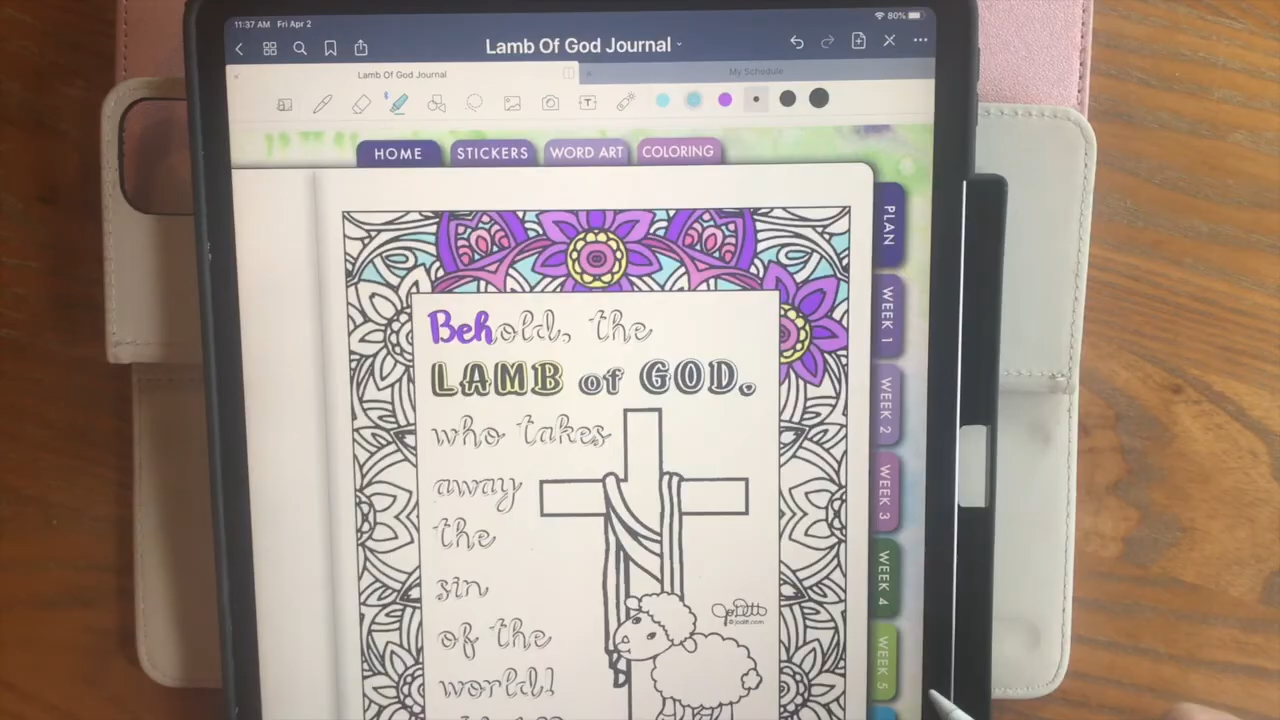 11:37 AM Fri Apr 2
80%
Lamb Of God Journal
Lamb Of God Journal
My Schedule
T
HOME
STICKERS
WORD ART
COLORING
PLAN
WEEK 1
WEEK 2
WEEK 3
WEEK 4
WEEK 5
Behold, the
LAMB of GOD,
who takes
away
the
sin
of the
world!
© joditt.com